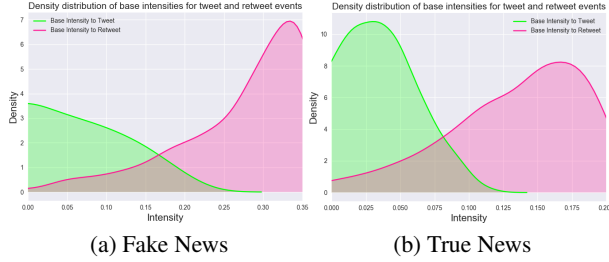 Density distribution of base intensities for tweet and retweet events
Base Intensity to Tweet
Base Intensity to Retweet
Density
7
6
5
4
3
2
1
0
0.00 0.05 0.10 0.15 0.20 0.25 0.30 0.35
Intensity
(a) Fake News
Density distribution of base intensities for tweet and retweet events
Base Intensity to Tweet
Base Intensity to Retweet
Density
10
8
6
4
2
0
0.000 0.025 0.050 0.075 0.100 0.125 0.150 0.175 0.200
Intensity
(b) True News